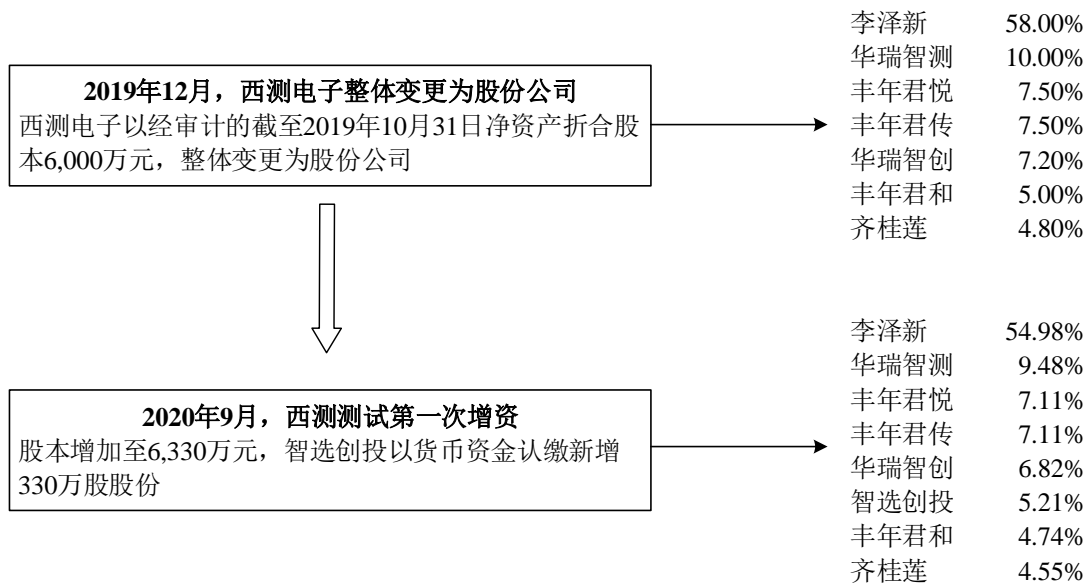 李泽新 58.00%
华瑞智测 10.00%
丰年君悦 7.50%
丰年君传 7.50%
华瑞智创 7.20%
丰年君和 5.00%
齐桂莲 4.80%
2019年12月，西测电子整体变更为股份公司
西测电子以经审计的截至2019年10月31日净资产折合股
本6,000万元，整体变更为股份公司
李泽新 54.98%
华瑞智测 9.48%
丰年君悦 7.11%
丰年君传 7.11%
华瑞智创 6.82%
智选创投 5.21%
丰年君和 4.74%
齐桂莲 4.55%
2020年9月，西测测试第一次增资
股本增加至6,330万元，智选创投以货币资金认缴新增
330万股股份